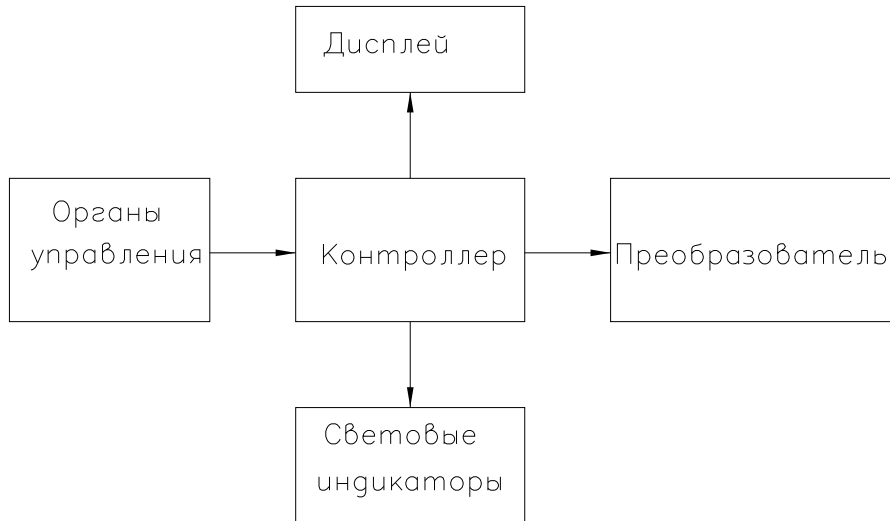 Дисплей
Органы
управления
Контроллер
Преобразователь
Световые
индикаторы